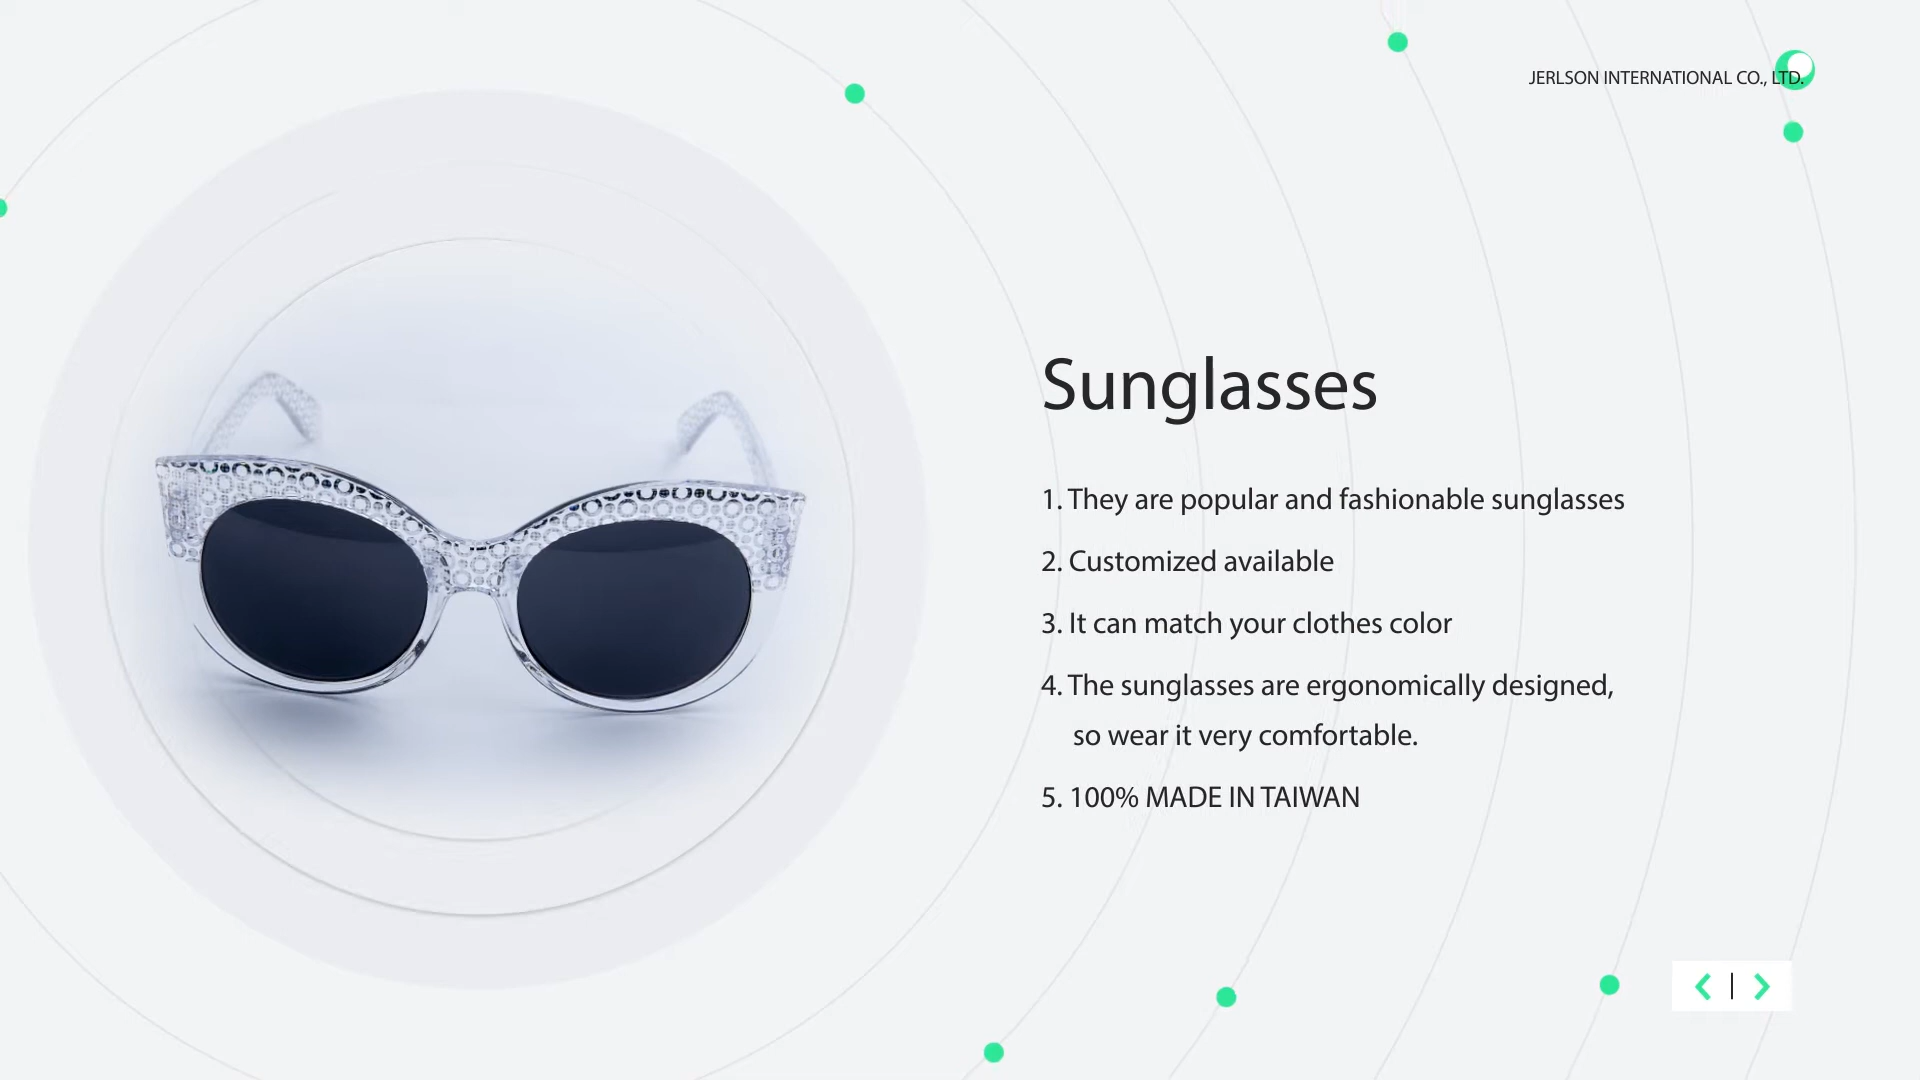 JERLSON INTERNATIONAL CO., LTD.
Sunglasses
1. They are popular and fashionable sunglasses
2. Customized available
3. It can match your clothes color
4. The sunglasses are ergonomically designed,
so wear it very comfortable.
5. 100% MADE IN TAIWAN